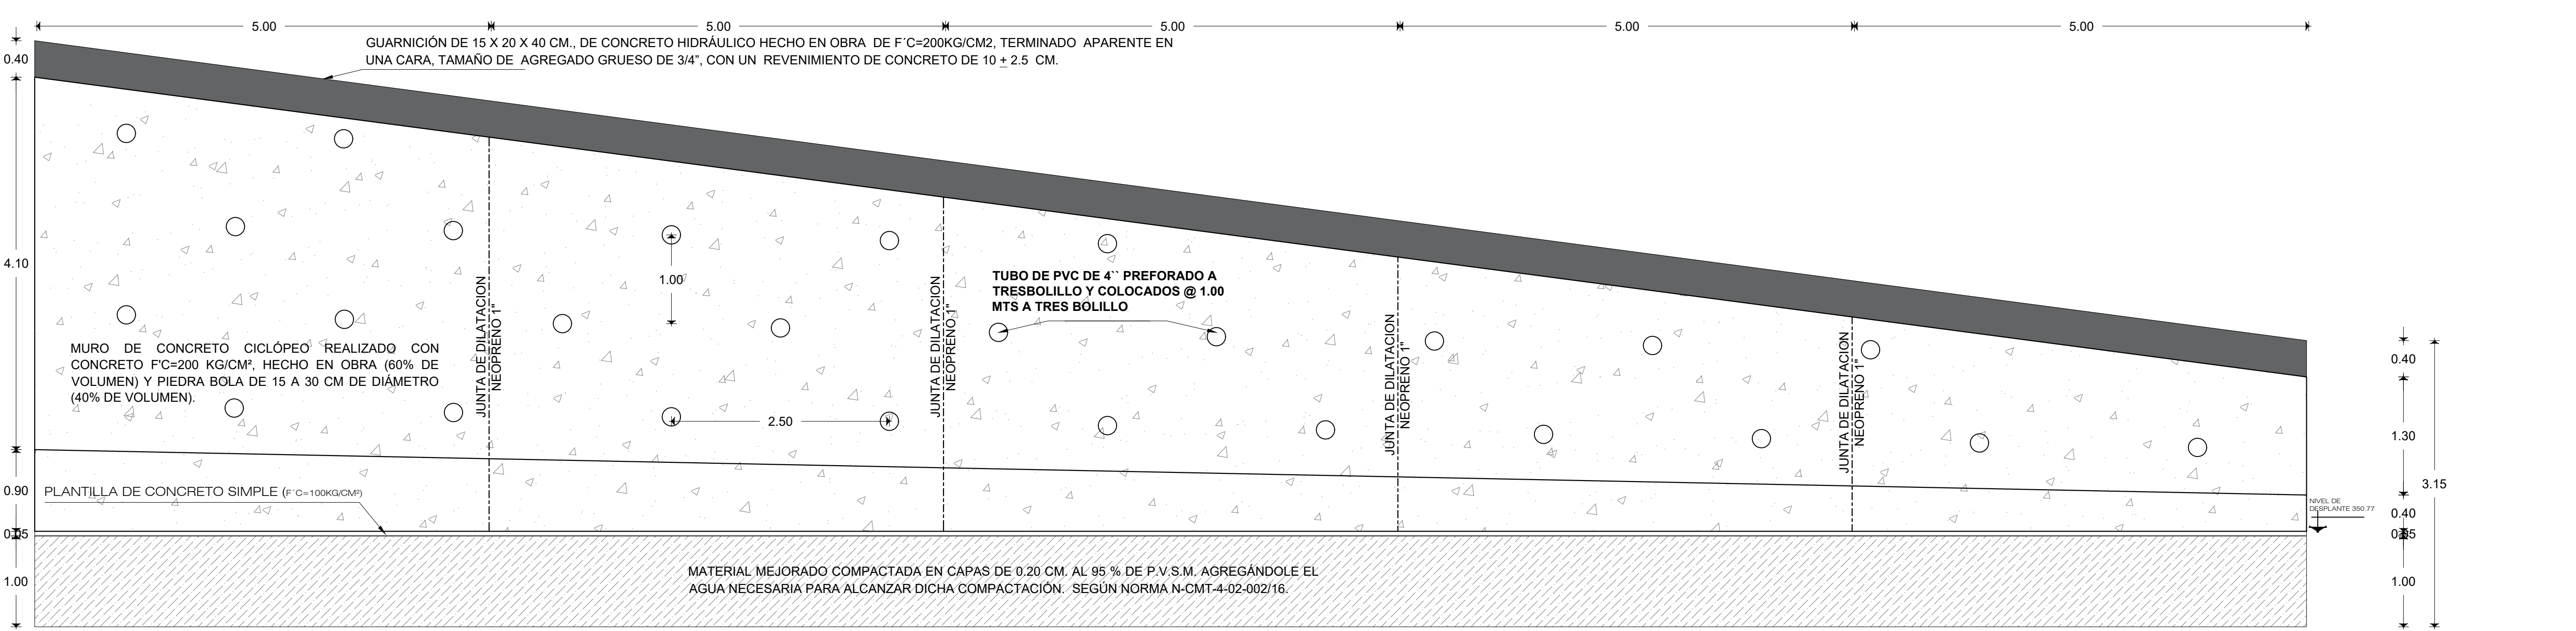 5.00 5.00 5.00 5.00 5.00
0.40
GUARNICIÓN DE 15 X 20 X 40 CM., DE CONCRETO HIDRÁULICO HECHO EN OBRA DE F´C=200KG/CM2, TERMINADO APARENTE EN
UNA CARA, TAMAÑO DE AGREGADO GRUESO DE 3/4", CON UN REVENIMIENTO DE CONCRETO DE 10 ± 2.5 CM.
4.10
1.00
TUBO DE PVC DE 4`` PREFORADO A
TRESBOLILLO Y COLOCADOS @ 1.00
MTS A TRES BOLILLO
MURO DE CONCRETO CICLÓPEO REALIZADO CON
CONCRETO F'C=200 KG/CM², HECHO EN OBRA (60% DE
VOLUMEN) Y PIEDRA BOLA DE 15 A 30 CM DE DIÁMETRO
(40% DE VOLUMEN).
JUNTA DE DILATACION
NEOPRENO 1"
JUNTA DE DILATACION
NEOPRENO 1"
JUNTA DE DILATACION
NEOPRENO 1"
JUNTA DE DILATACION
NEOPRENO 1"
2.50
0.90
PLANTILLA DE CONCRETO SIMPLE (F´C=100KG/CM²)
0.05
1.00
MATERIAL MEJORADO COMPACTADA EN CAPAS DE 0.20 CM. AL 95 % DE P.V.S.M. AGREGÁNDOLE EL
AGUA NECESARIA PARA ALCANZAR DICHA COMPACTACIÓN. SEGÚN NORMA N-CMT-4-02-002/16.
0.40
1.30
3.15
NIVEL DE
DESPLANTE 350.77
0.40
0.05
1.00